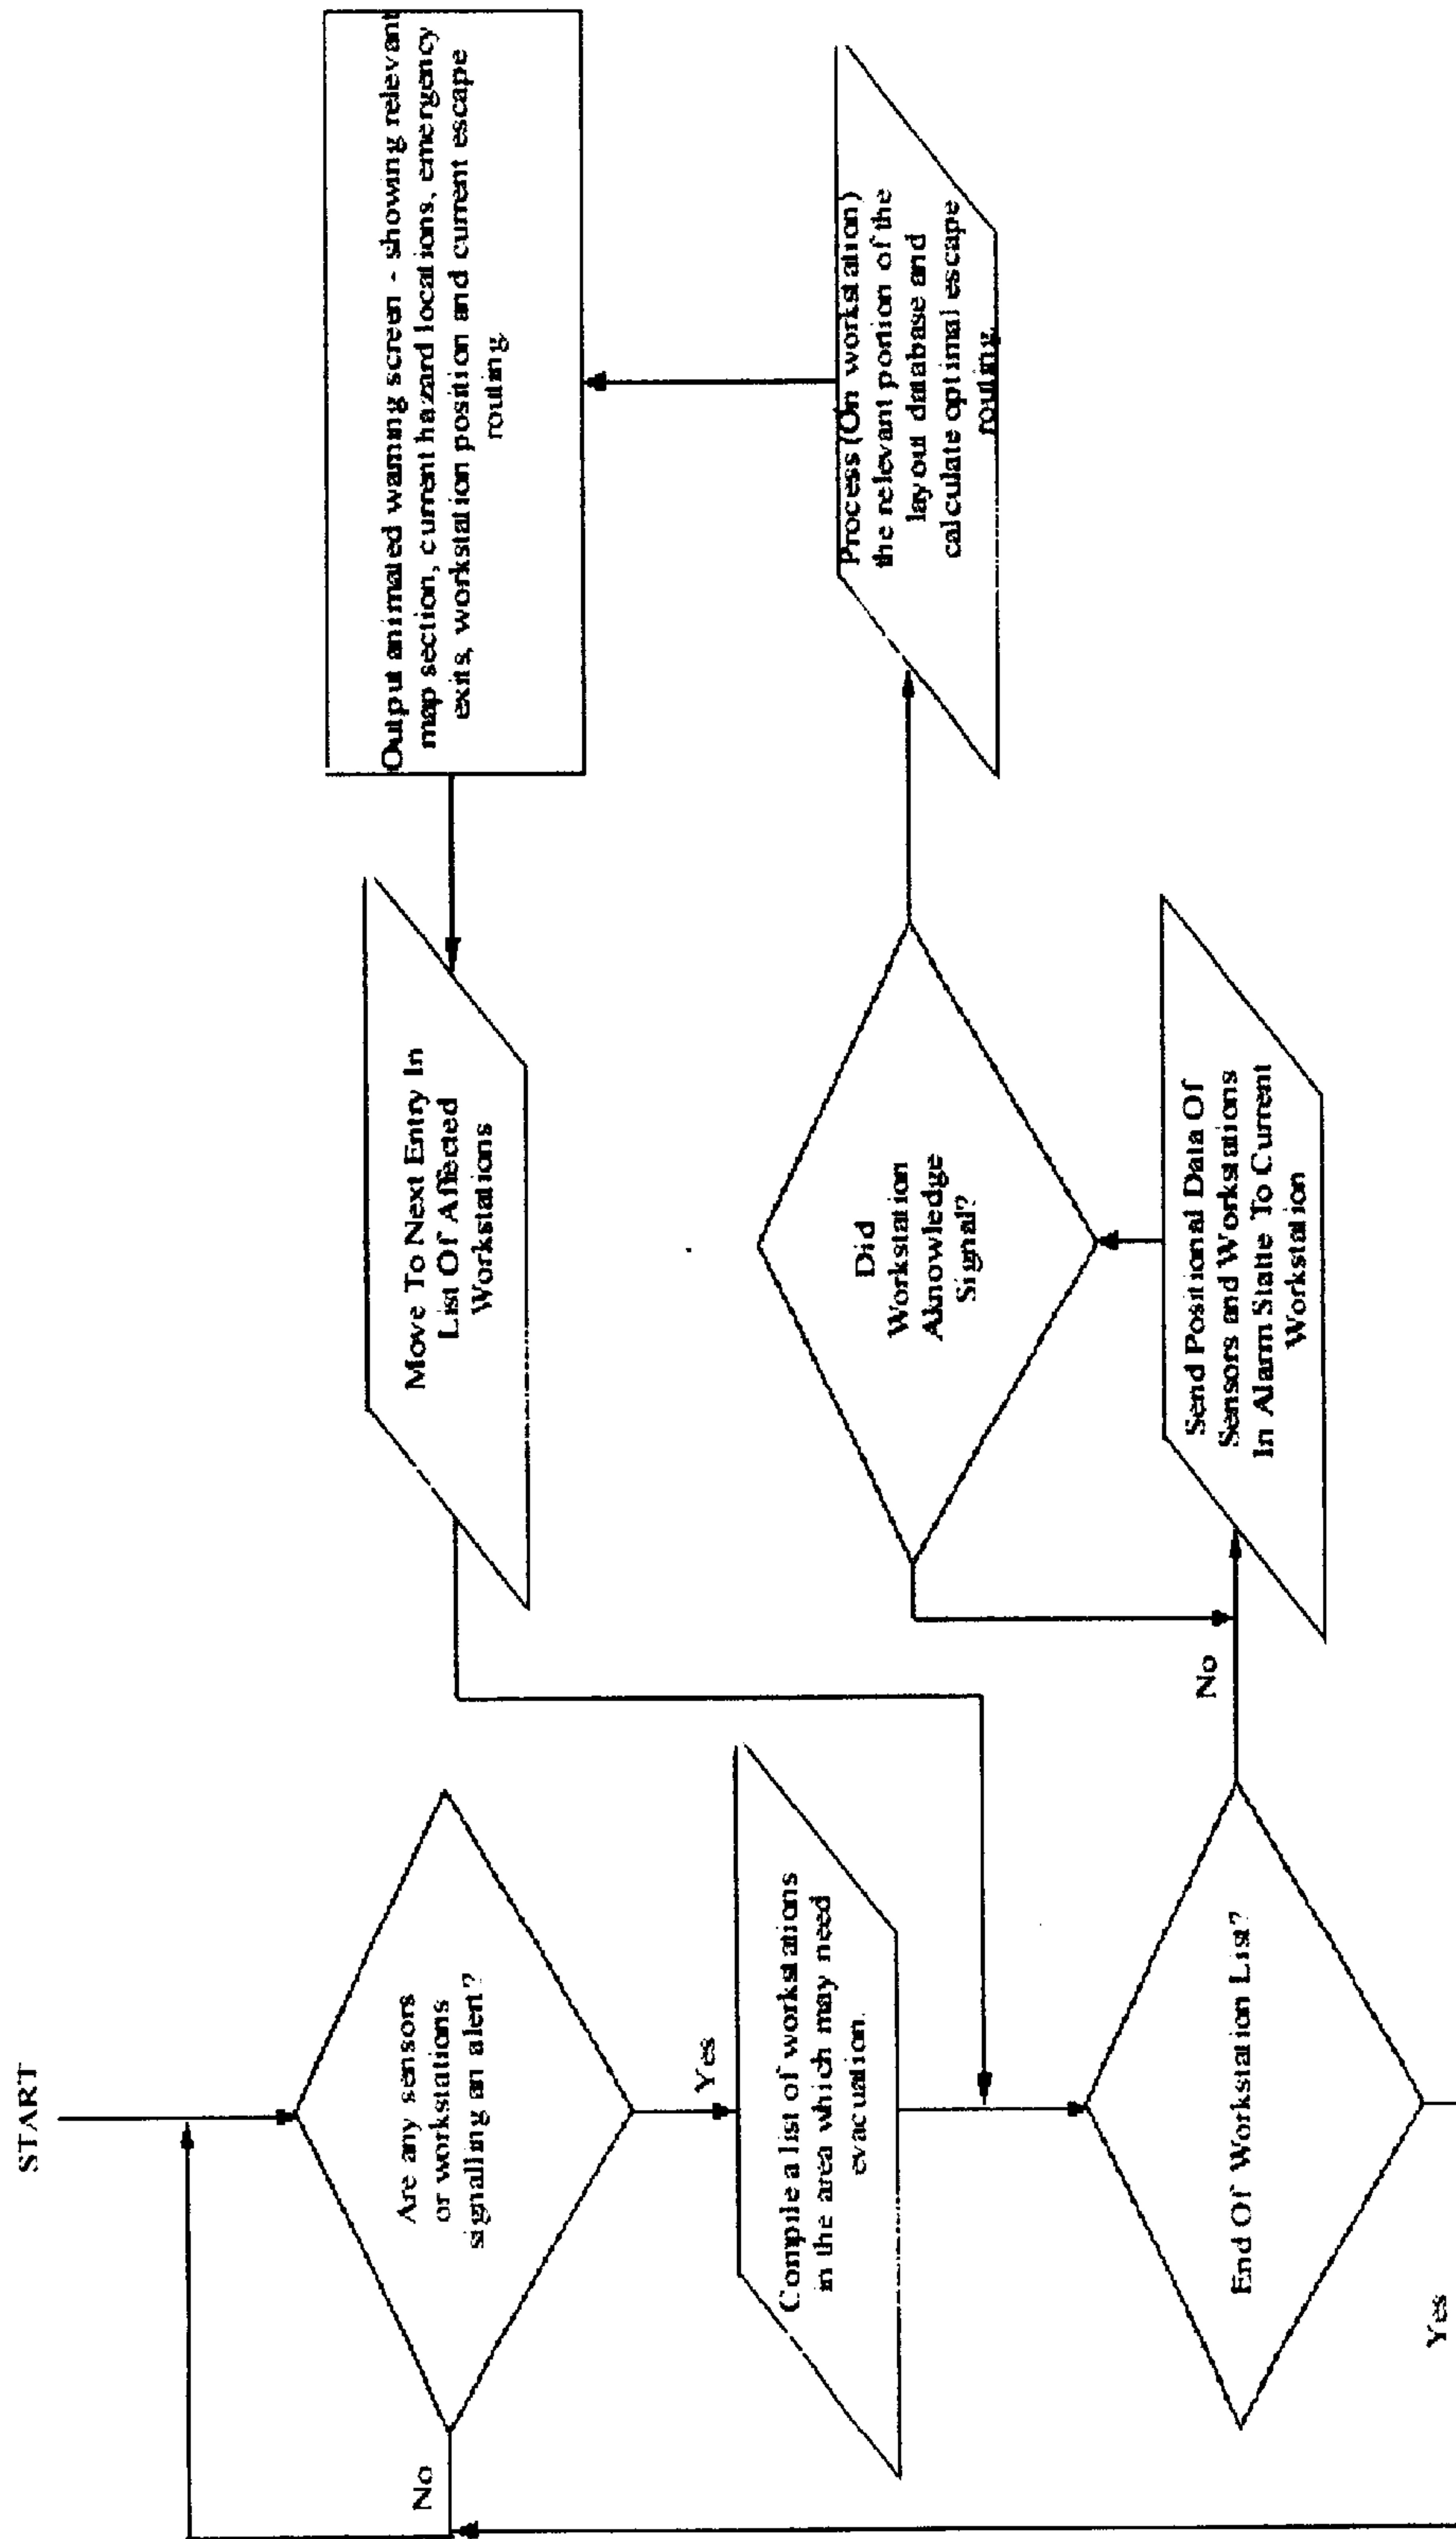 START
Are any sensors
or workstations
signalling an alert?
No
Yes
Compile a list of workstations
in the area which may need
evacuation.
End Of Workstation List?
Yes
No
Send Positional Data Of
Sensors and Workstations
In Alarm Statte To Current
Workstation
Did
Workstation
Aknowledge
Signal?
Process (On workstation)
the relevant portion of the
layout database and
calculate optimal escape
routing.
Output animated warning screen - showing relevant
map section, current hazard locations, emergency
exits, workstation position and current escape
routing.
Move To Next Entry In
List Of Affected
Workstations